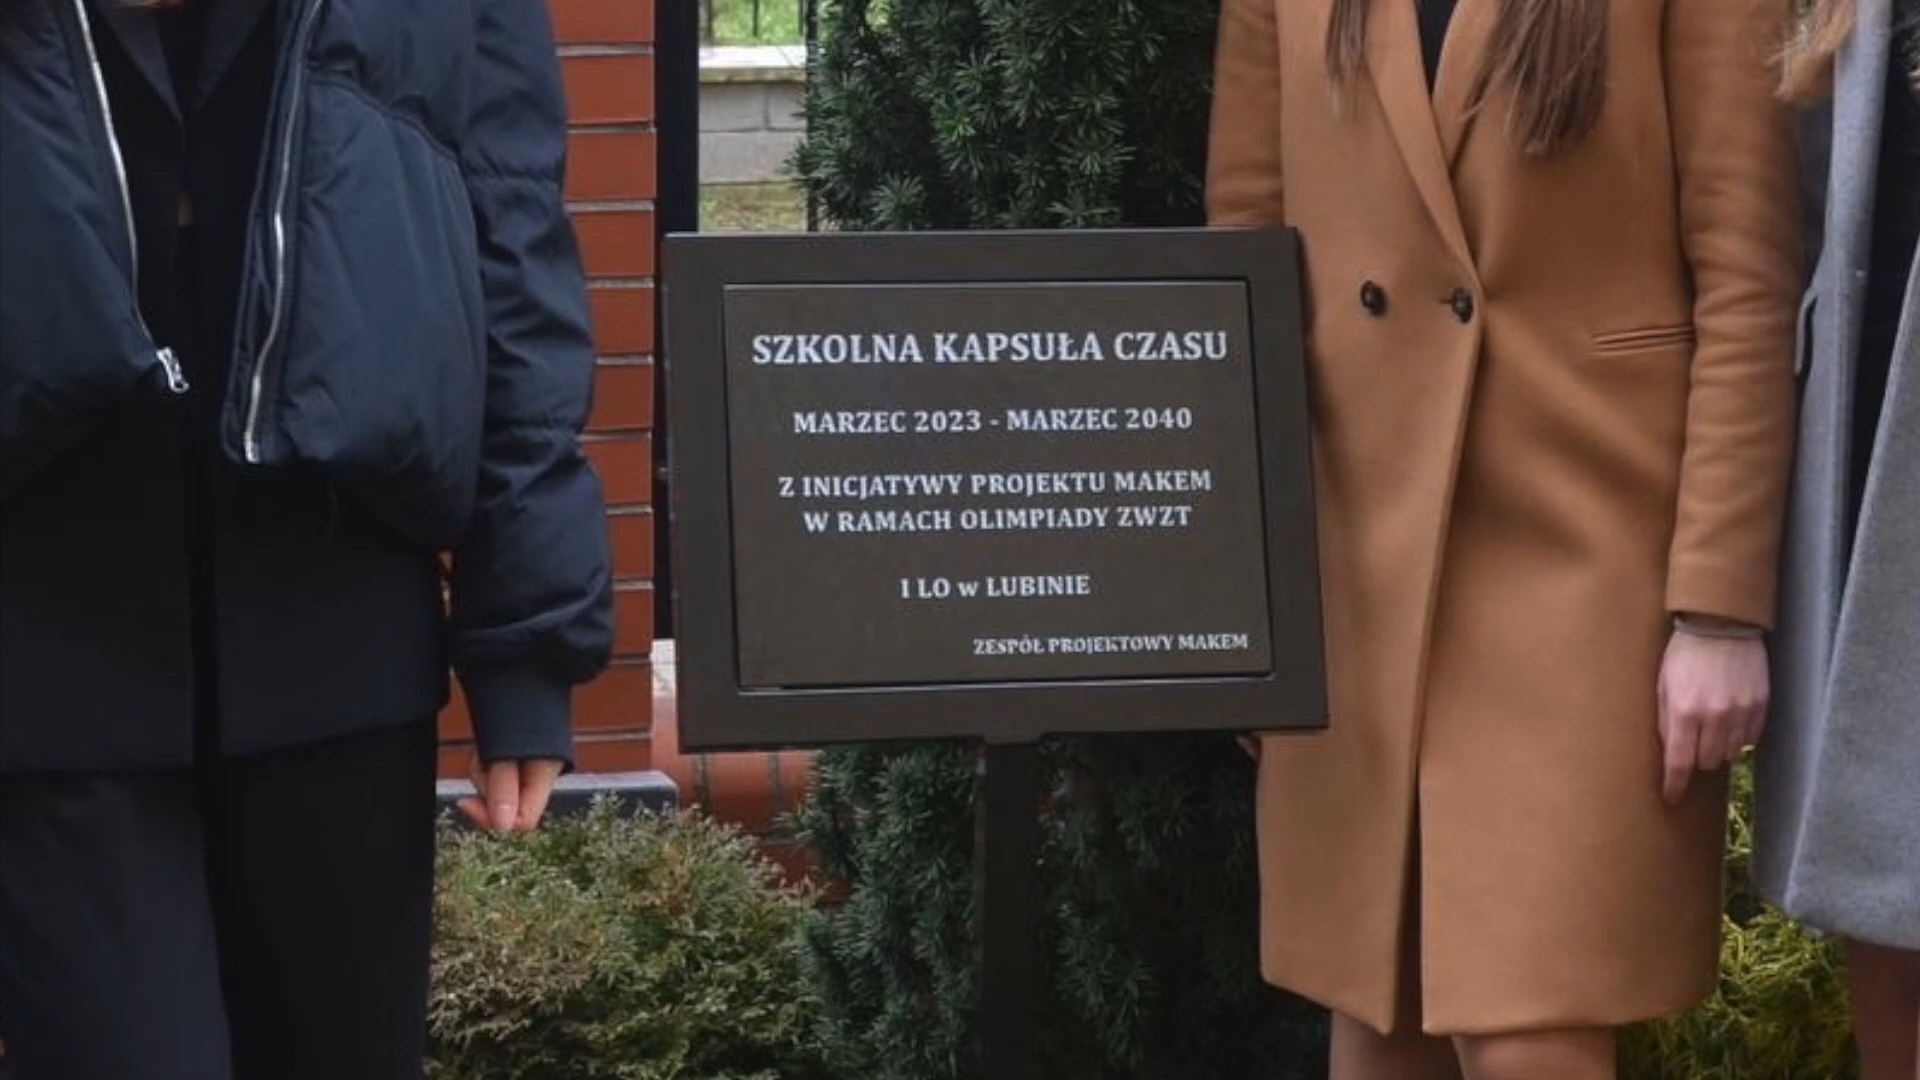 SZKOLNA KAPSUŁA CZASU
MARZEC 2023 - MARZEC 2040
Z INICJATYWY PROJEKTU MAKEM
W RAMACH OLIMPIADY ZWZT
I LO w LUBINIE
ZESPÓŁ PROJEKTOWY MAKEM